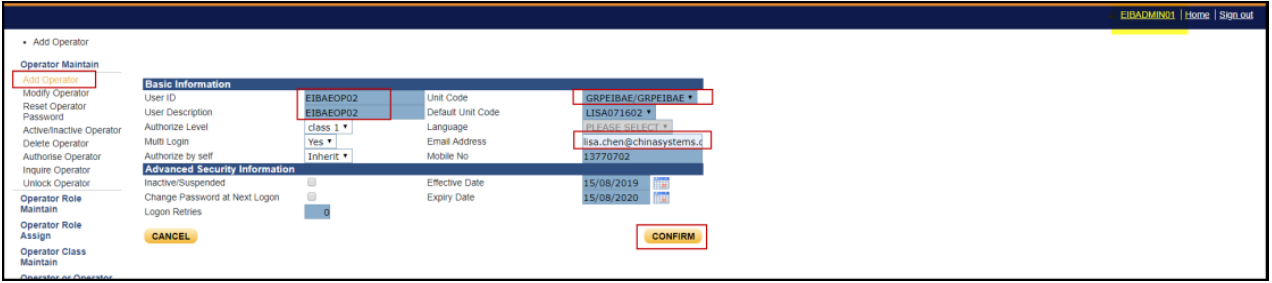 EIBADMIN01 | Home | Sign out
• Add Operator
Operator Maintain
Add Operator
Modify Operator
Reset Operator
Password
Active/Inactive Operator
Delete Operator
Authorise Operator
Inquire Operator
Unlock Operator
Operator Role
Maintain
Operator Role
Assign
Operator Class
Maintain
Operator or Operator
Basic Information
User ID EIBAEOP02 Unit Code GRPEIBAE/GRPEIBAE
User Description EIBAEOP02 Default Unit Code LISA071602
Authorize Level class 1 Language PLEASE SELECT
Multi Login Yes Email Address lisa.chen@chinasystems.c
Authorize by self Inherit Mobile No 13770702
Advanced Security Information
Inactive/Suspended Effective Date 15/08/2019
Change Password at Next Logon Expiry Date 15/08/2020
Logon Retries 0
CANCEL CONFIRM